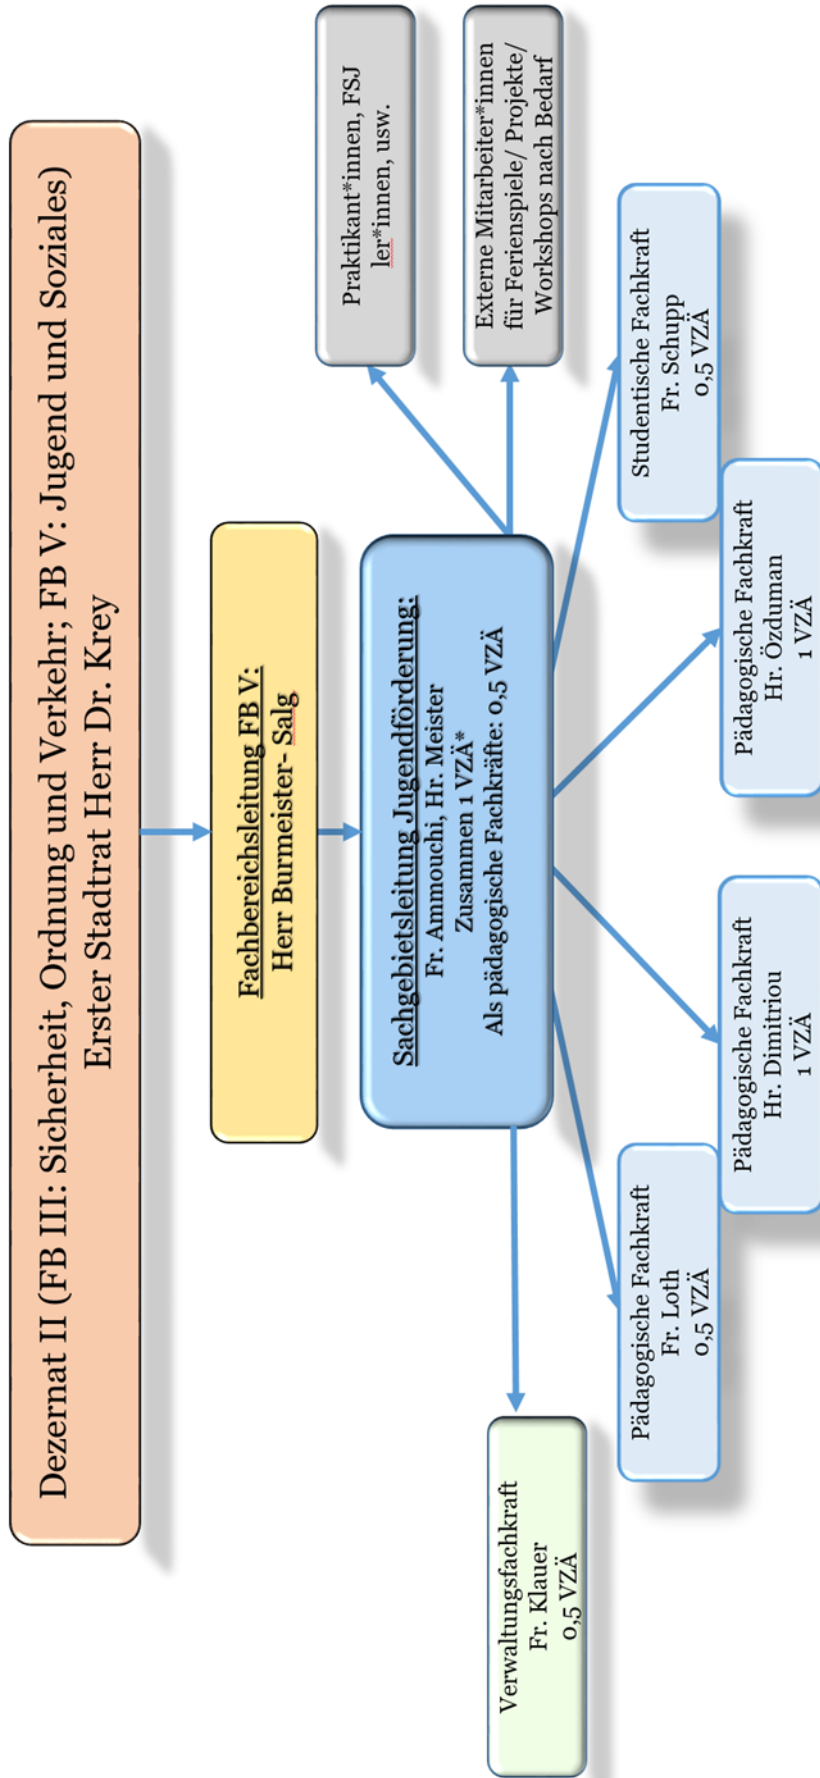 Dezernat II (FB III: Sicherheit, Ordnung und Verkehr; FB V: Jugend und Soziales)
Erster Stadtrat Herr Dr. Krey
Fachbereichsleitung FB V:
Herr Burmeister- Salg
Sachgebietsleitung Jugendförderung:
Fr. Ammouchi, Hr. Meister
Zusammen 1 VZÄ*
Als pädagogische Fachkräfte: 0,5 VZÄ
Praktikant*innen, FSJ
ler*innen, usw.
Externe Mitarbeiter*innen
für Ferienspiele/ Projekte/
Workshops nach Bedarf
Verwaltungsfachkraft
Fr. Klauer
0,5 VZÄ
Pädagogische Fachkraft
Fr. Loth
0,5 VZÄ
Pädagogische Fachkraft
Hr. Dimitriou
1 VZÄ
Pädagogische Fachkraft
Hr. Özduman
1 VZÄ
Studentische Fachkraft
Fr. Schupp
0,5 VZÄ